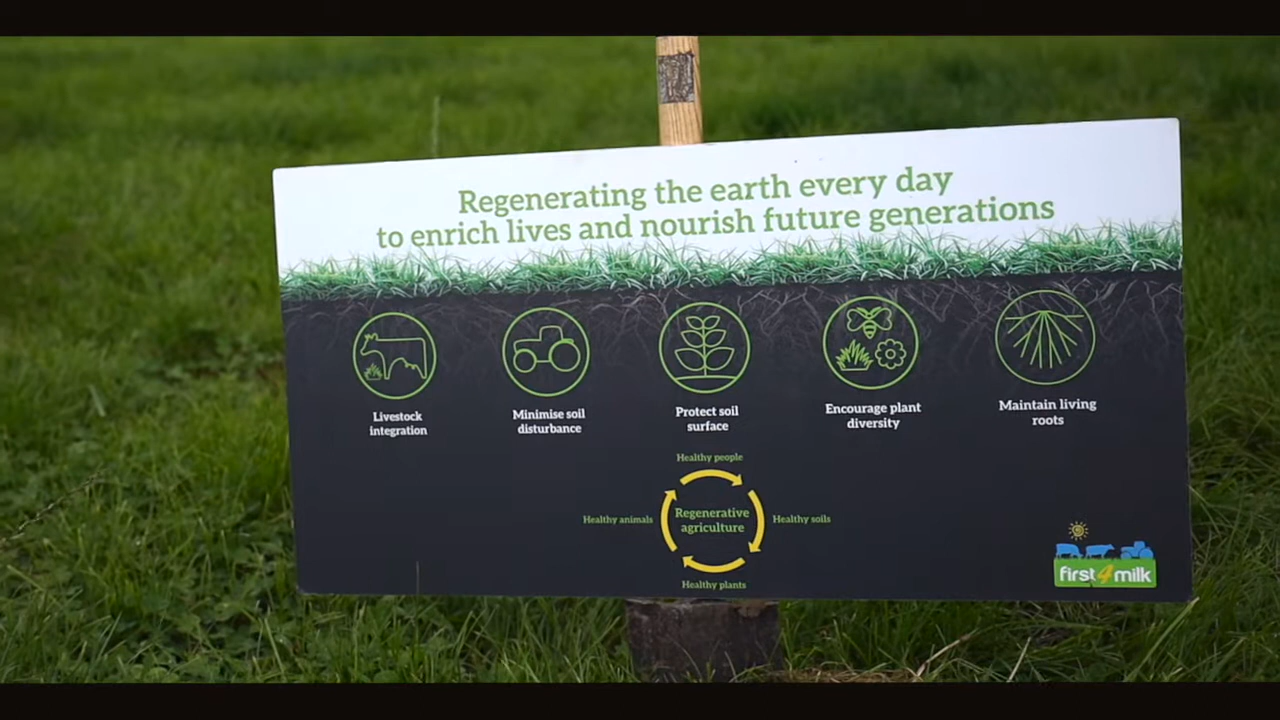 Regenerating the earth every day
to enrich lives and nourish future generations
Livestock
integration
Minimise soil
disturbance
Protect soil
surface
Encourage plant
diversity
Maintain living
roots
Healthy people
Healthy animals
Regenerative
agriculture
Healthy soils
Healthy plants
first4milk